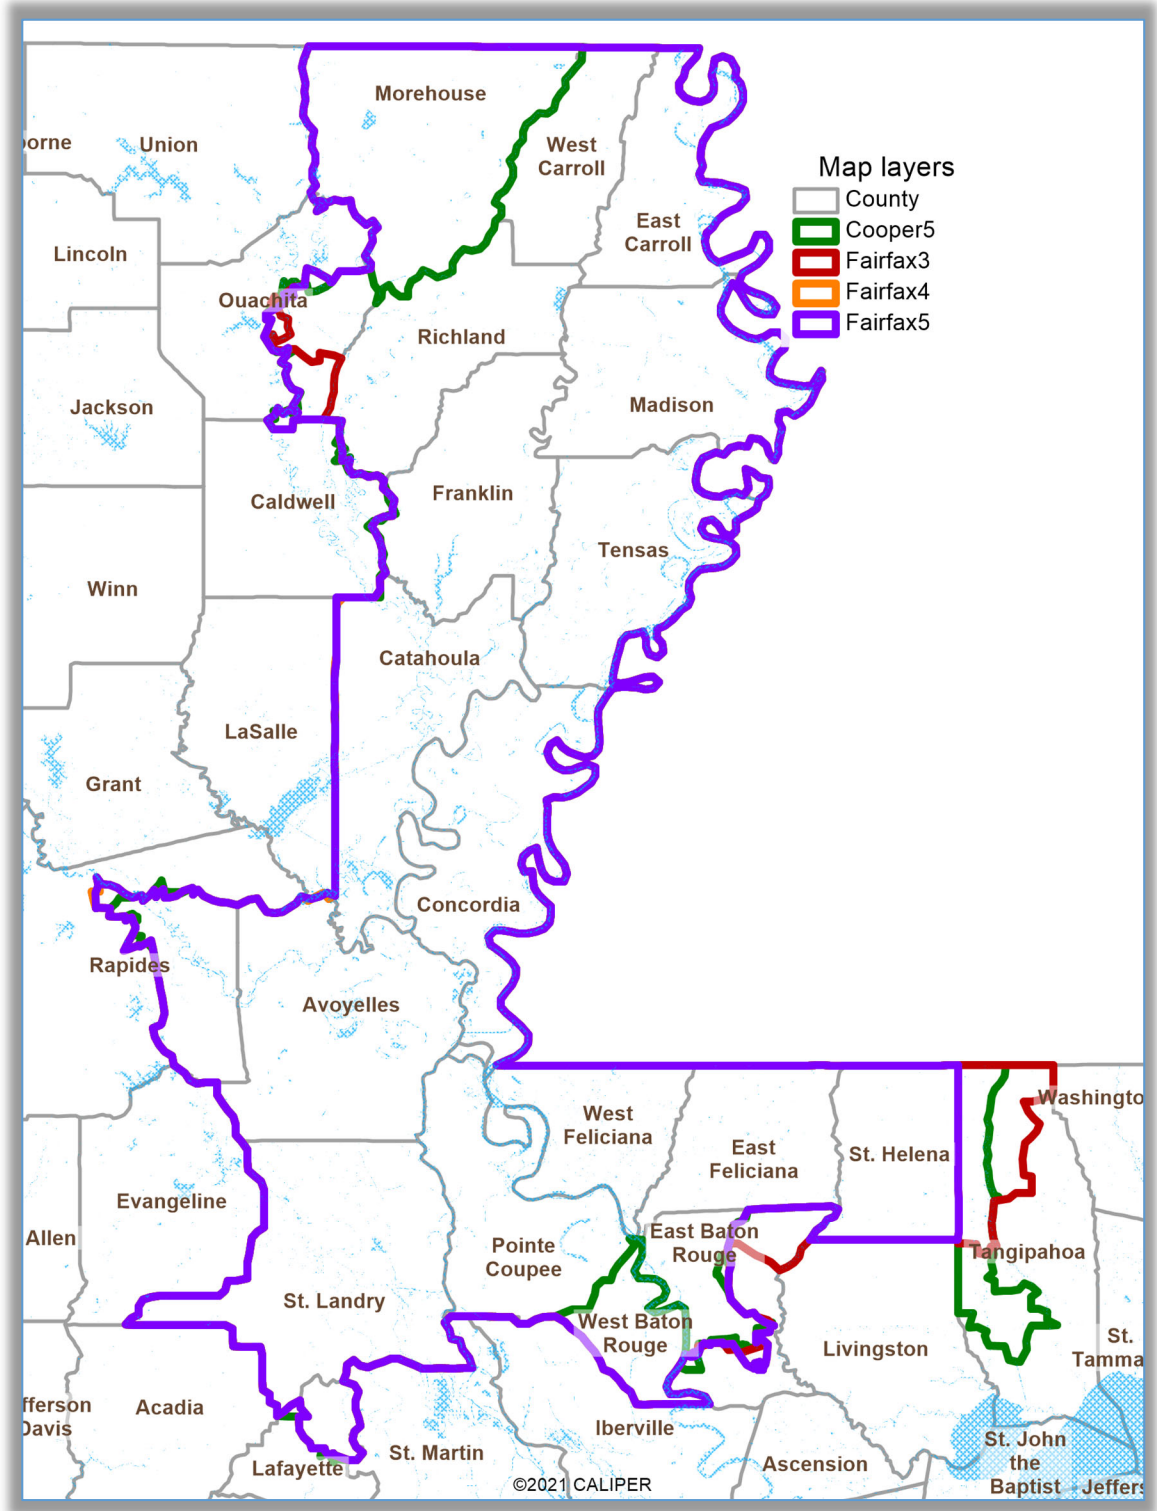 Morehouse
borne
Union
West
Carroll
Map layers
County
Cooper5
Fairfax3
Fairfax4
Fairfax5
East
Carroll
Lincoln
Ouachita
Richland
Jackson
Madison
Caldwell
Franklin
Tensas
Winn
Catahoula
LaSalle
Grant
Concordia
Rapides
Avoyelles
Washingto
West
Feliciana
East
Feliciana
St. Helena
Evangeline
Allen
Pointe
Coupee
East Baton
Rouge
Tangipahoa
St. Landry
West Baton
Rouge
Livingston
St.
Tamma
fferson
Davis
Acadia
Iberville
St. Martin
Lafayette
Ascension
St. John
the
Baptist
Jeffers
©2021 CALIPER